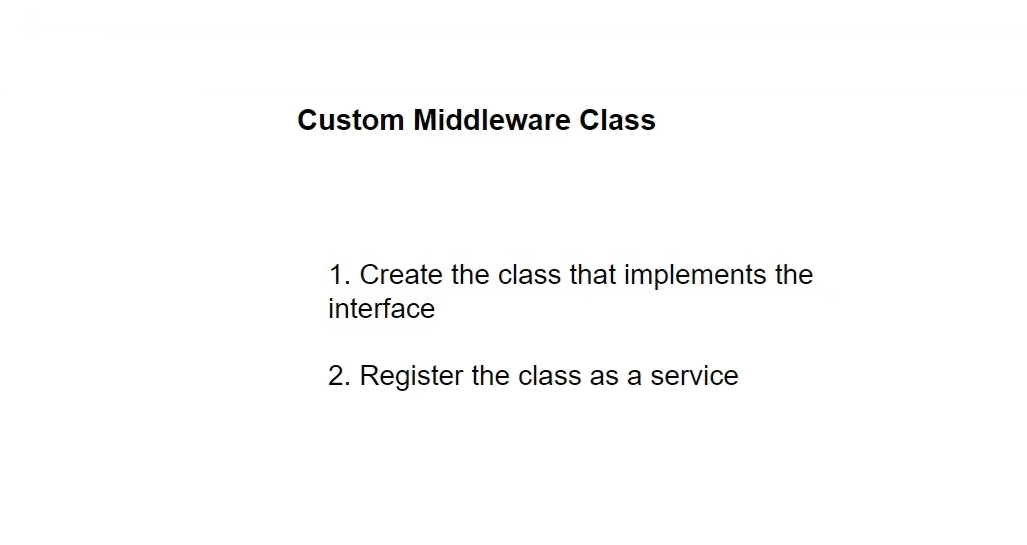 Custom Middleware Class
1. Create the class that implements the
interface
2. Register the class as a service